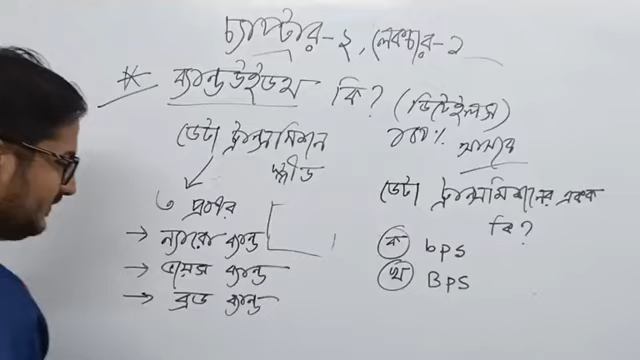 চ্যাপ্টার-২, লেকচার-২
* ব্যান্ডউইডথ কি? (ডিটেইলস)
ডেটা ট্রান্সমিশন স্পীড
১০০% আসবে
৩ প্রকার
→ ন্যারো ব্যান্ড
→ ভয়েস ব্যান্ড
→ ব্রড ব্যান্ড
ডেটা ট্রান্সমিশনের একক
কি?
ক bps
খ Bps